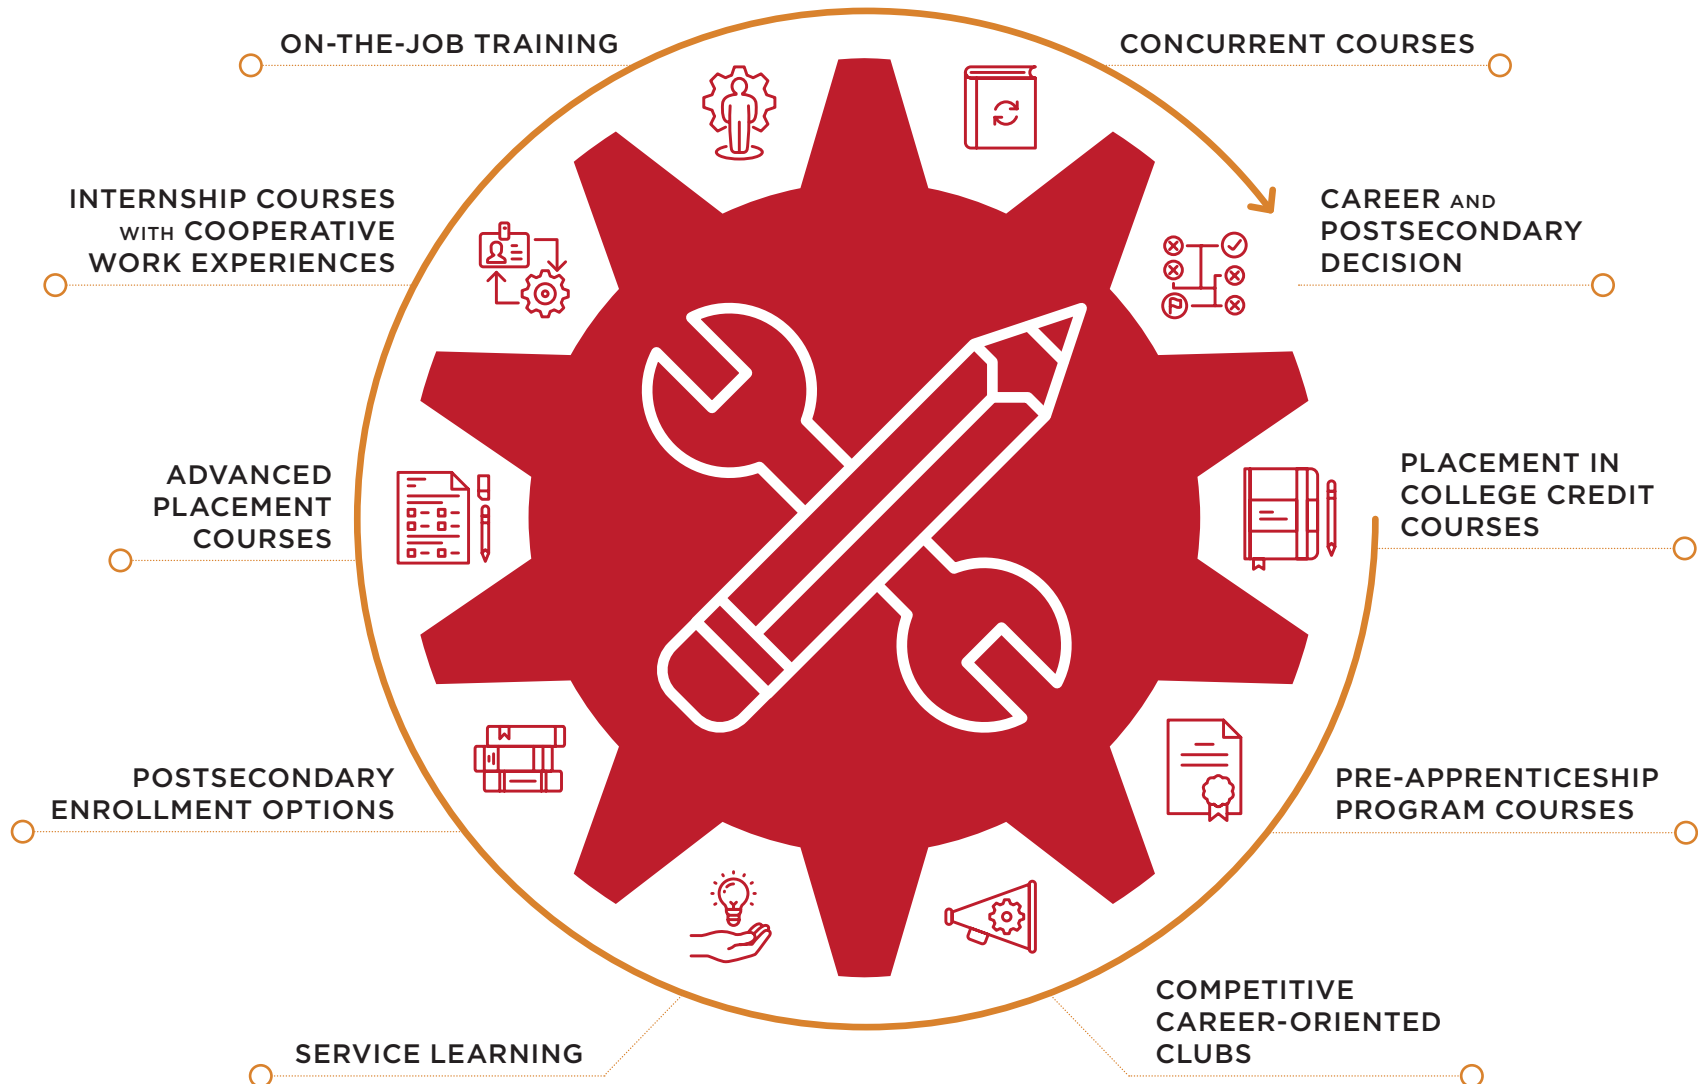 ON-THE-JOB TRAINING
CONCURRENT COURSES
INTERNSHIP COURSES
WITH COOPERATIVE
WORK EXPERIENCES
CAREER AND
POSTSECONDARY
DECISION
ADVANCED
PLACEMENT
COURSES
PLACEMENT IN
COLLEGE CREDIT
COURSES
POSTSECONDARY
ENROLLMENT OPTIONS
PRE-APPRENTICESHIP
PROGRAM COURSES
SERVICE LEARNING
COMPETITIVE
CAREER-ORIENTED
CLUBS